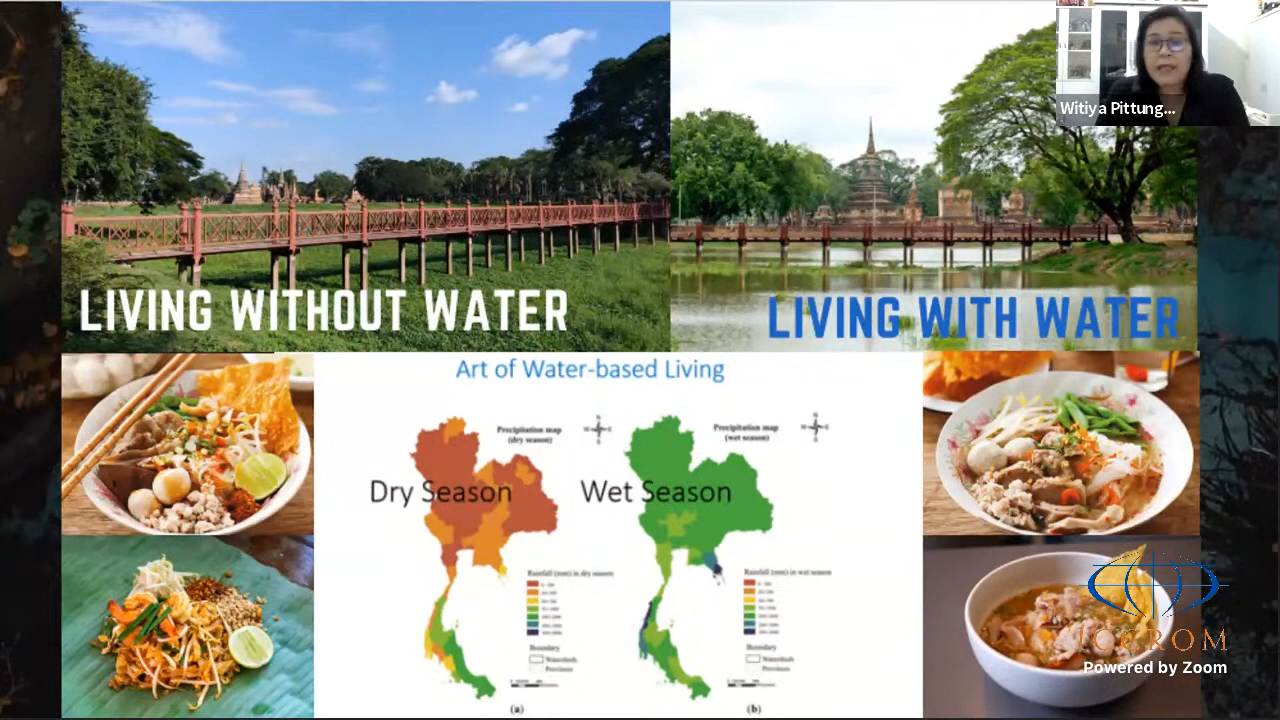 Witiya Pittung...
LIVING WITHOUT WATER
LIVING WITH WATER
Art of Water-based Living
Precipitation map
(dry season)
Precipitation map
(wet season)
Dry Season
Wet Season
Rainfall (mm) in dry season
Rainfall (mm) in wet season
Boundary
Watersheds
Provinces
Boundary
Watersheds
Provinces
(a)
(b)
Powered by Zoom